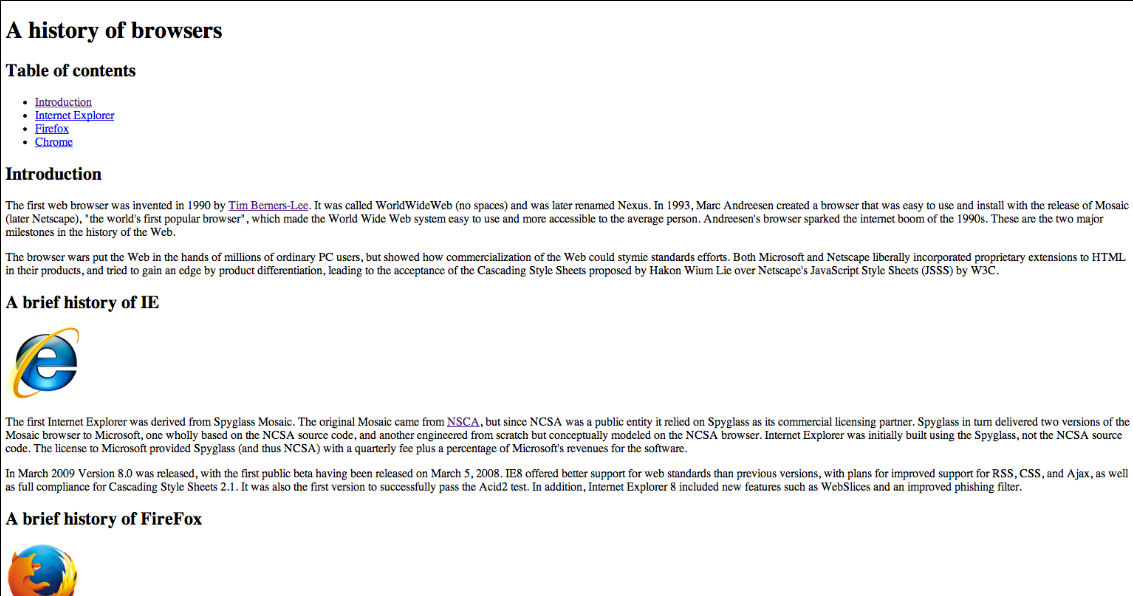 A history of browsers
Table of contents
Introduction
Internet Explorer
Firefox
Chrome
Introduction
The first web browser was invented in 1990 by Tim Berners-Lee. It was called WorldWideWeb (no spaces) and was later renamed Nexus. In 1993, Marc Andreesen created a browser that was easy to use and install with the release of Mosaic
(later Netscape), "the world's first popular browser", which made the World Wide Web system easy to use and more accessible to the average person. Andreesen's browser sparked the internet boom of the 1990s. These are the two major
milestones in the history of the Web.
The browser wars put the Web in the hands of millions of ordinary PC users, but showed how commercialization of the Web could stymie standards efforts. Both Microsoft and Netscape liberally incorporated proprietary extensions to HTML
in their products, and tried to gain an edge by product differentiation, leading to the acceptance of the Cascading Style Sheets proposed by Hakon Wium Lie over Netscape's JavaScript Style Sheets (JSSS) by W3C.
A brief history of IE
The first Internet Explorer was derived from Spyglass Mosaic. The original Mosaic came from NSCA, but since NCSA was a public entity it relied on Spyglass as its commercial licensing partner. Spyglass in turn delivered two versions of the
Mosaic browser to Microsoft, one wholly based on the NCSA source code, and another engineered from scratch but conceptually modeled on the NCSA browser. Internet Explorer was initially built using the Spyglass, not the NCSA source
code. The license to Microsoft provided Spyglass (and thus NCSA) with a quarterly fee plus a percentage of Microsoft's revenues for the software.
In March 2009 Version 8.0 was released, with the first public beta having been released on March 5, 2008. IE8 offered better support for web standards than previous versions, with plans for improved support for RSS, CSS, and Ajax, as well
as full compliance for Cascading Style Sheets 2.1. It was also the first version to successfully pass the Acid2 test. In addition, Internet Explorer 8 included new features such as WebSlices and an improved phishing filter.
A brief history of FireFox